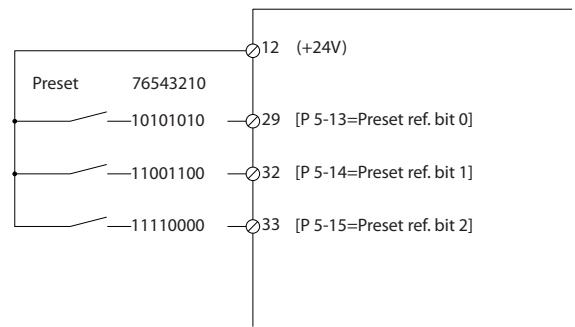 12 (+24V)
Preset 76543210
10101010 29 [P 5-13=Preset ref. bit 0]
11001100 32 [P 5-14=Preset ref. bit 1]
11110000 33 [P 5-15=Preset ref. bit 2]